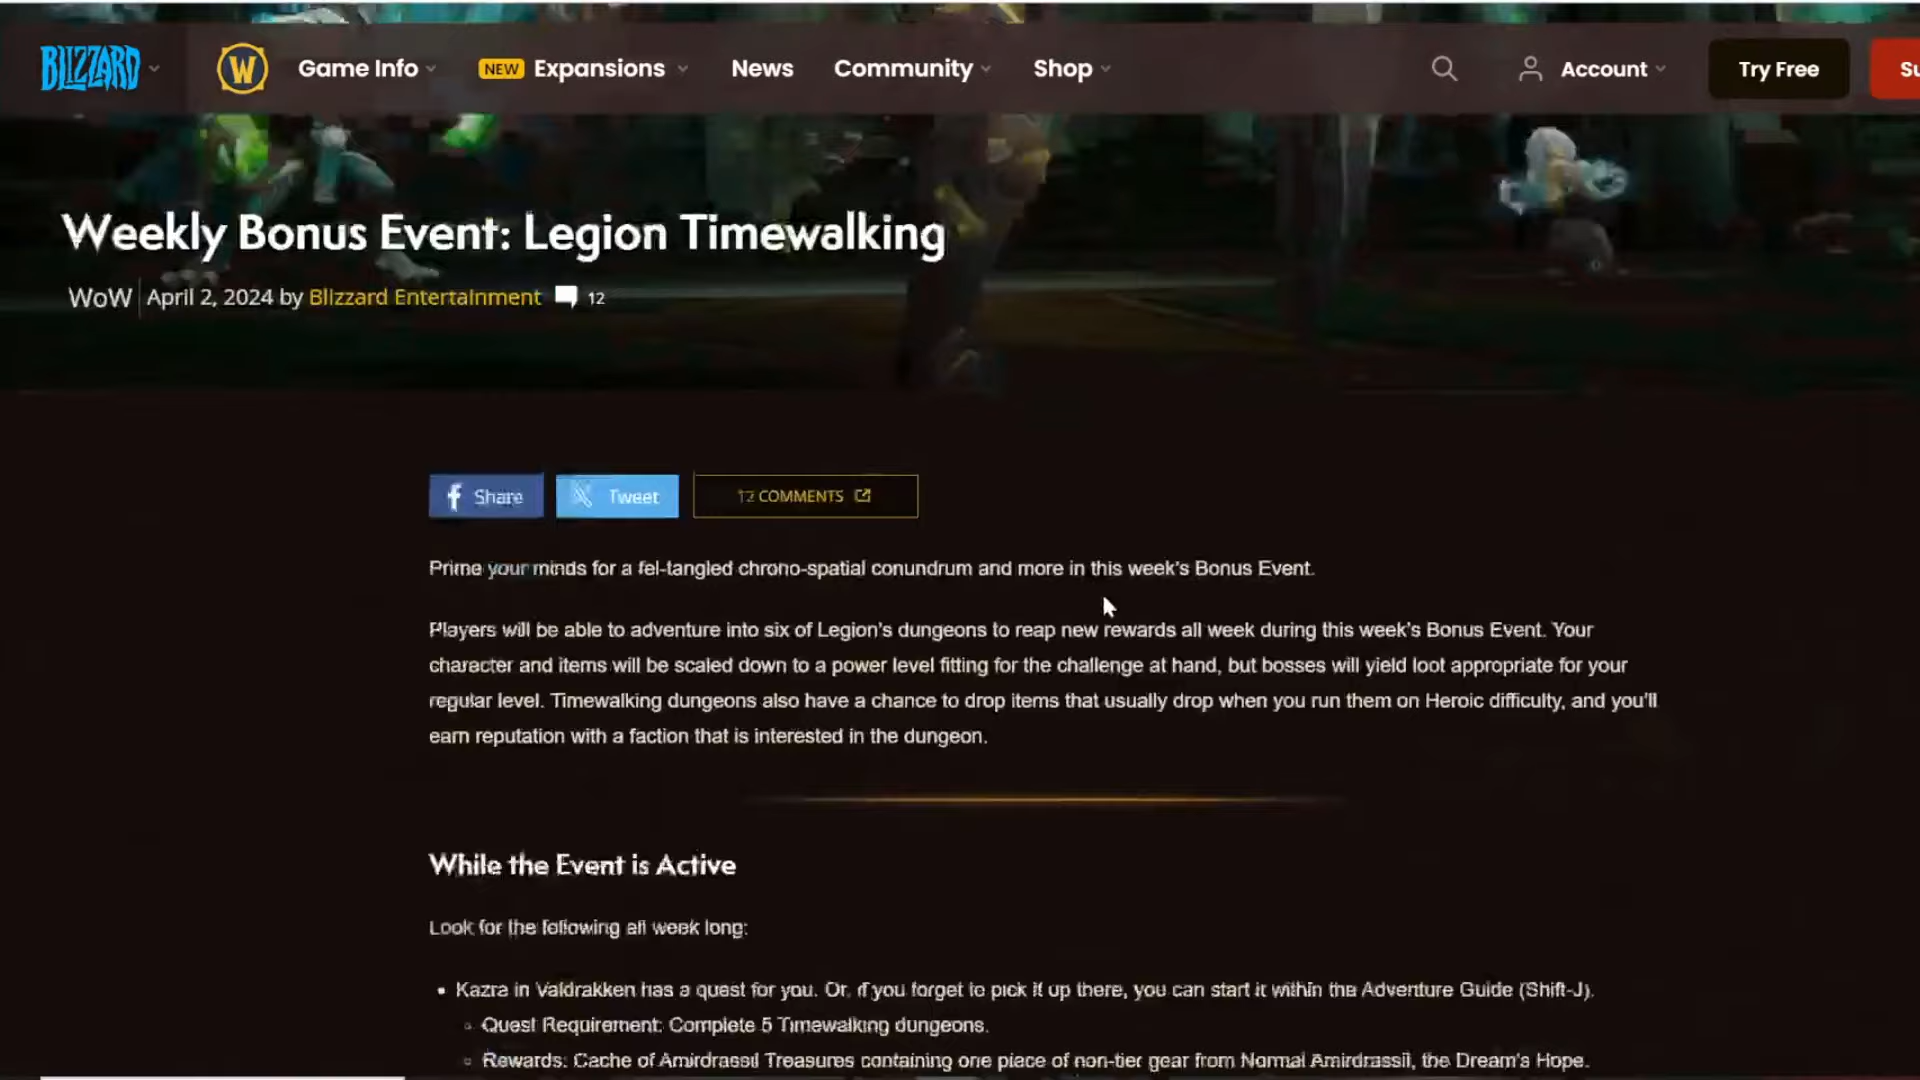 BLIZZARD W Game Info NEW Expansions News Community Shop Account Try Free Su
Weekly Bonus Event: Legion Timewalking
WoW April 2, 2024 by Blizzard Entertainment 12
Share Tweet 12 COMMENTS
Prime your minds for a fel-tangled chrono-spatial conundrum and more in this week's Bonus Event.
Players will be able to adventure into six of Legion's dungeons to reap new rewards all week during this week's Bonus Event. Your
character and items will be scaled down to a power level fitting for the challenge at hand, but bosses will yield loot appropriate for your
regular level. Timewalking dungeons also have a chance to drop items that usually drop when you run them on Heroic difficulty, and you'll
earn reputation with a faction that is interested in the dungeon.
While the Event is Active
Look for the following all week long:
• Kazra in Valdrakken has a quest for you. Or, if you forget to pick it up there, you can start it within the Adventure Guide (Shift-J).
◦ Quest Requirement: Complete 5 Timewalking dungeons.
◦ Rewards: Cache of Amirdrassil Treasures containing one piece of non-tier gear from Normal Amirdrassil, the Dream's Hope.